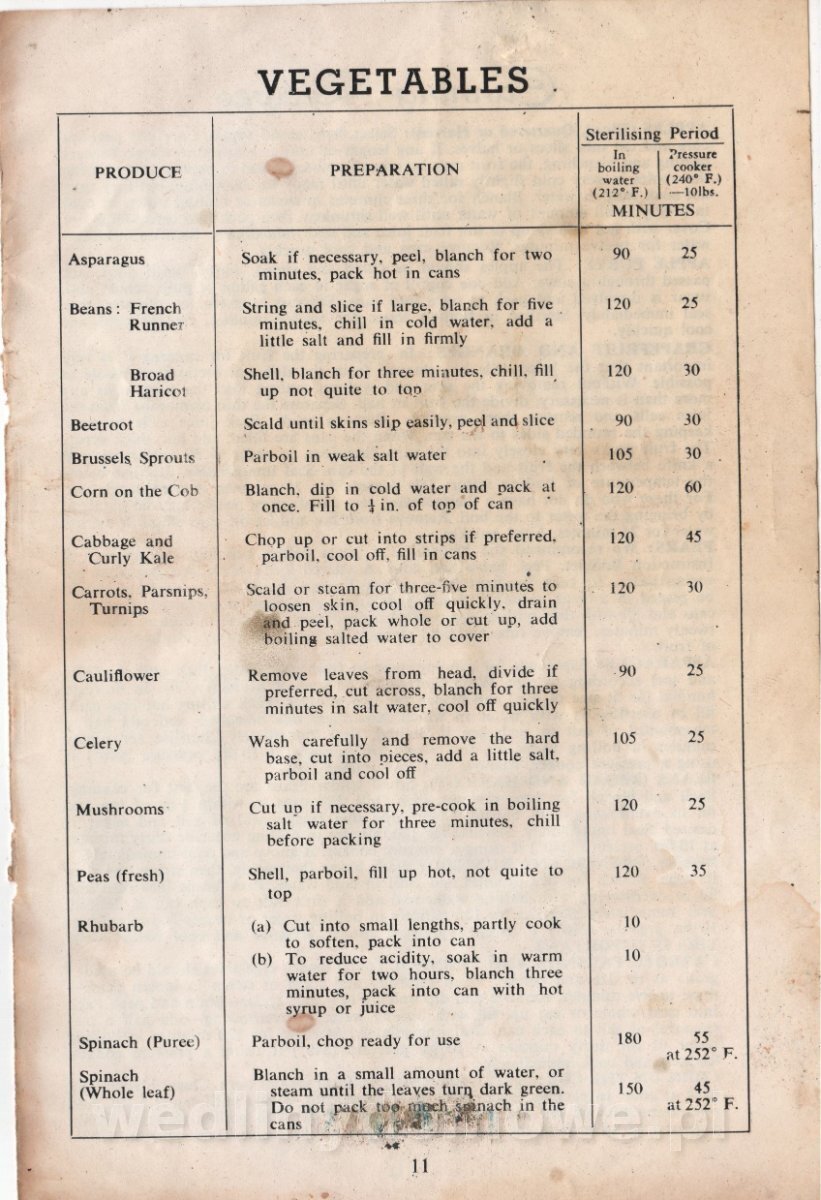 VEGETABLES
PRODUCE
PREPARATION
Sterilising Period
In boiling water (212° F.)
Pressure cooker (240° F.) —10lbs.
MINUTES
Asparagus
Soak if necessary, peel, blanch for two
minutes, pack hot in cans
90 25
Beans: French
Runner
String and slice if large, blanch for five
minutes, chill in cold water, add a
little salt and fill in firmly
120 25
Broad
Haricot
Shell, blanch for three minutes, chill, fill
up not quite to top
120 30
Beetroot
Scald until skins slip easily, peel and slice
90 30
Brussels Sprouts
Parboil in weak salt water
105 30
Corn on the Cob
Blanch, dip in cold water and pack at
once. Fill to ½ in. of top of can
120 60
Cabbage and
Curly Kale
Chop up or cut into strips if preferred,
parboil, cool off, fill in cans
120 45
Carrots, Parsnips,
Turnips
Scald or steam for three-five minutes to
loosen skin, cool off quickly, drain
and peel, pack whole or cut up, add
boiling salted water to cover
120 30
Cauliflower
Remove leaves from head, divide if
preferred, cut across, blanch for three
minutes in salt water, cool off quickly
90 25
Celery
Wash carefully and remove the hard
base, cut into pieces, add a little salt,
parboil and cool off
105 25
Mushrooms
Cut up if necessary, pre-cook in boiling
salt water for three minutes, chill
before packing
120 25
Peas (fresh)
Shell, parboil, fill up hot, not quite to
top
120 35
Rhubarb
(a) Cut into small lengths, partly cook
to soften, pack into can
10
(b) To reduce acidity, soak in warm
water for two hours, blanch three
minutes, pack into can with hot
syrup or juice
10
Spinach (Puree)
Parboil, chop ready for use
180 55
at 252° F.
Spinach
(Whole leaf)
Blanch in a small amount of water, or
steam until the leaves turn dark green.
Do not pack too much spinach in the
cans
150 45
at 252° F.
wedlinydomowe.pl
11